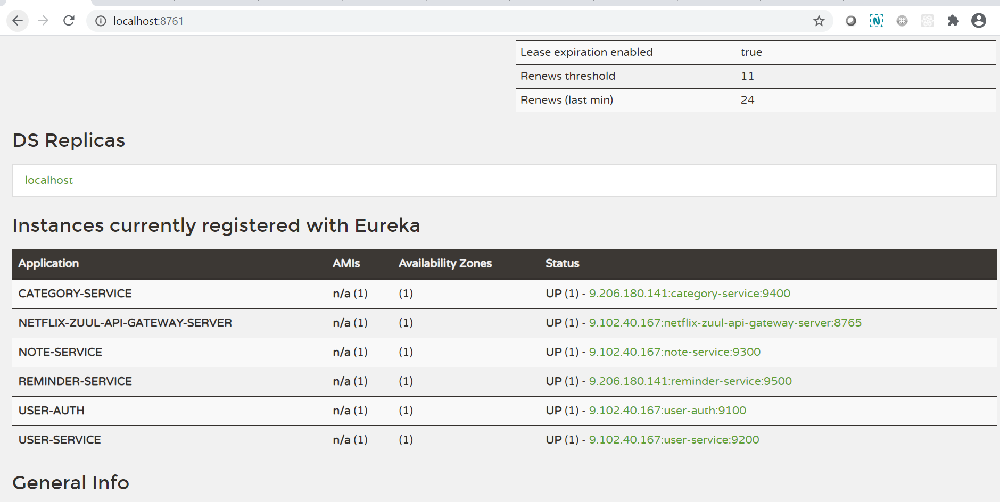 localhost:8761
Lease expiration enabled true
Renews threshold 11
Renews (last min) 24
DS Replicas
localhost
Instances currently registered with Eureka
Application AMIs Availability Zones Status
CATEGORY-SERVICE n/a (1) (1) UP (1) - 9.206.180.141:category-service:9400
NETFLIX-ZUUL-API-GATEWAY-SERVER n/a (1) (1) UP (1) - 9.102.40.167:netflix-zuul-api-gateway-server:8765
NOTE-SERVICE n/a (1) (1) UP (1) - 9.102.40.167:note-service:9300
REMINDER-SERVICE n/a (1) (1) UP (1) - 9.206.180.141:reminder-service:9500
USER-AUTH n/a (1) (1) UP (1) - 9.102.40.167:user-auth:9100
USER-SERVICE n/a (1) (1) UP (1) - 9.102.40.167:user-service:9200
General Info